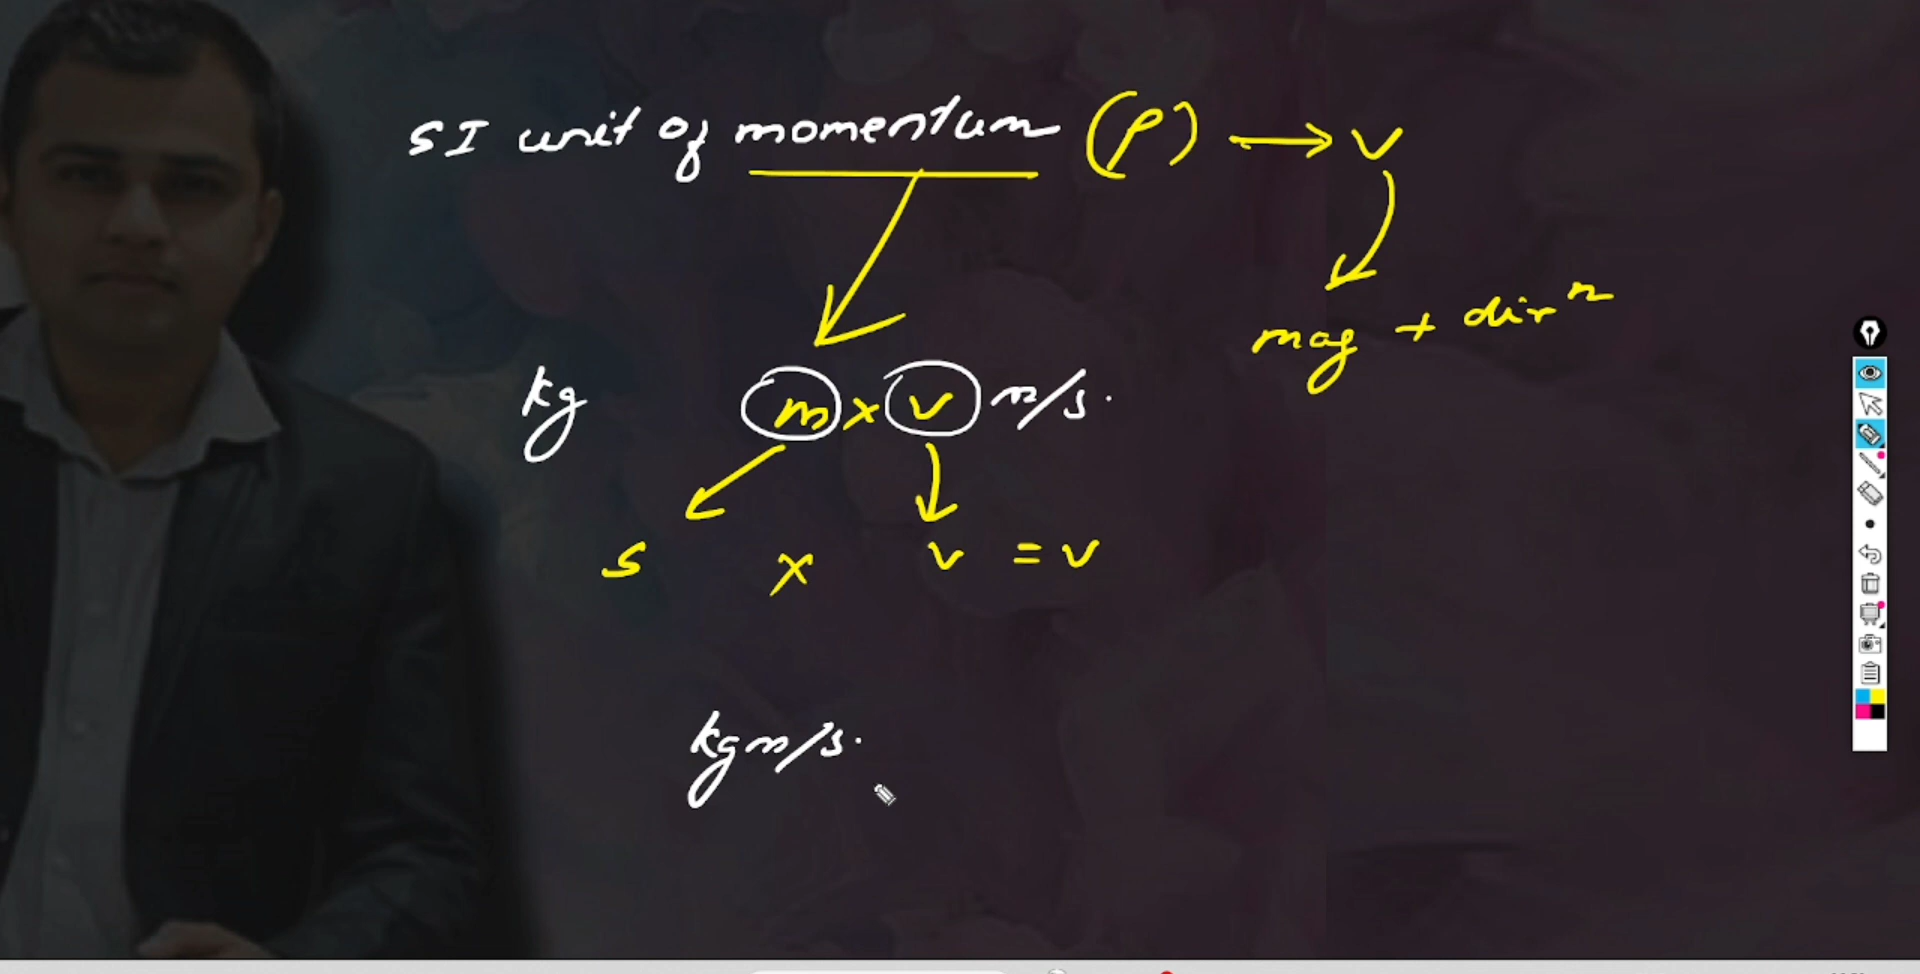 SI unit of momentum (p) → v
mag + dirⁿ
kg m x v m/s.
s x v = v
kgm/s.